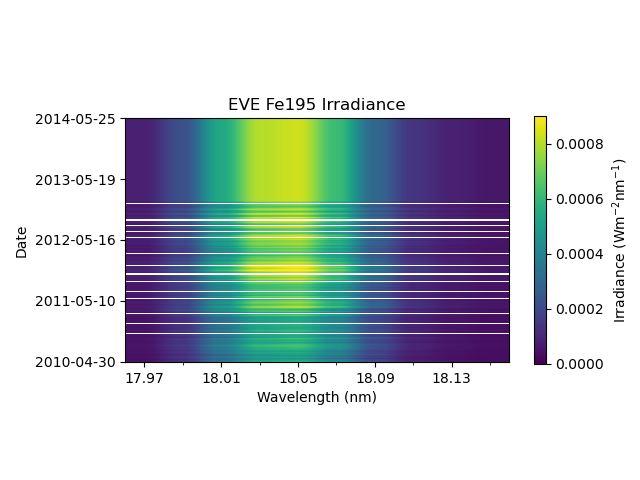 EVE Fe195 Irradiance
2014-05-25
2013-05-19
2012-05-16
2011-05-10
2010-04-30
Date
17.97 18.01 18.05 18.09 18.13
Wavelength (nm)
0.0008
0.0006
0.0004
0.0002
0.0000
Irradiance (Wm⁻²nm⁻¹)